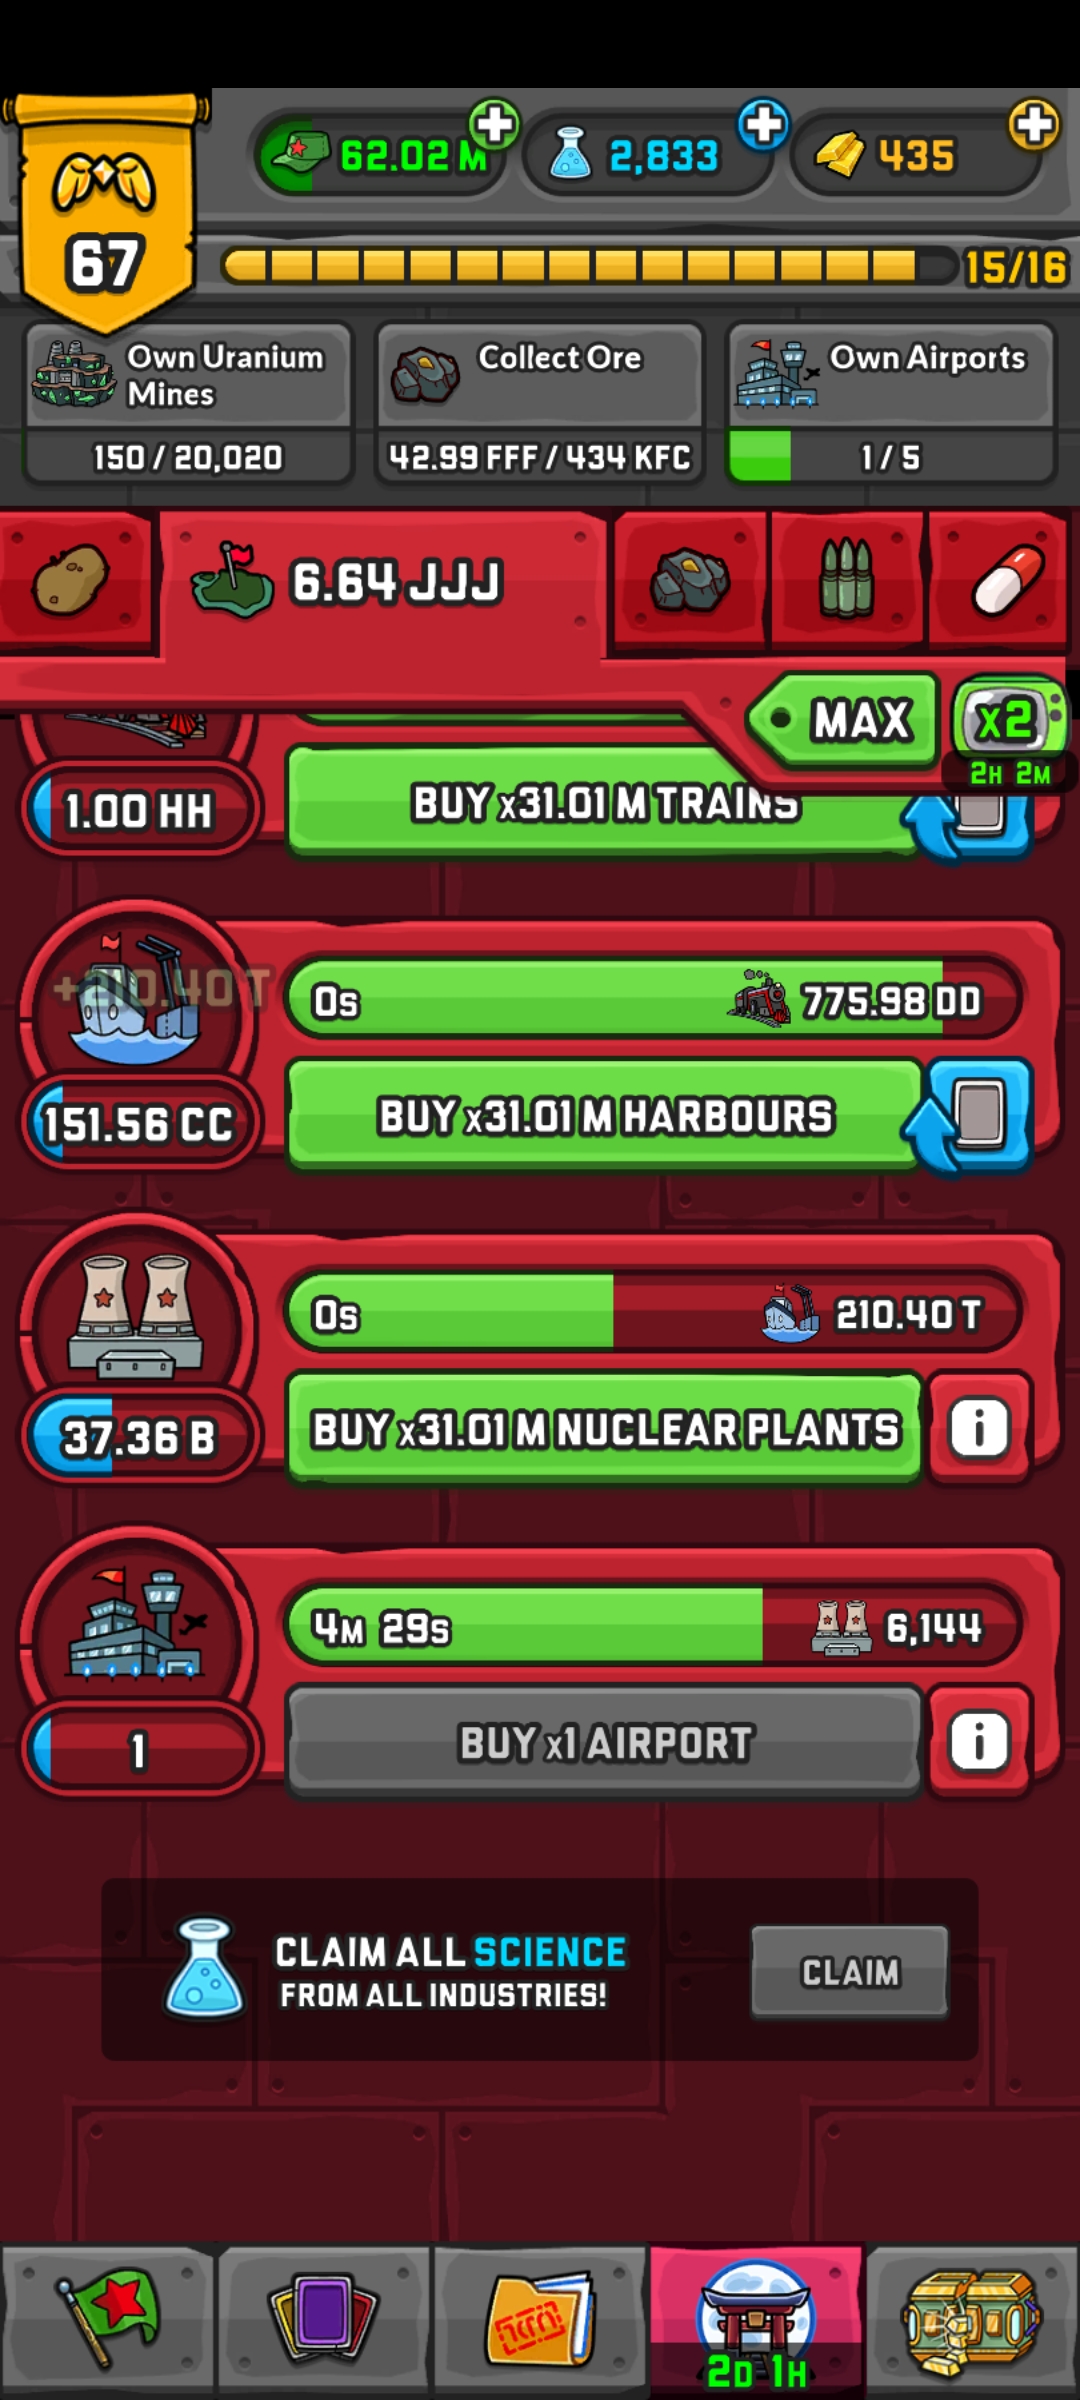 62.02 M
2,833
435
67
15/16
Own Uranium
Mines
150 / 20,020
Collect Ore
42.99 FFF / 434 KFC
Own Airports
1 / 5
6.64 JJJ
MAX
x2
2H 2M
1.00 HH
BUY x31.01 M TRAINS
+210.40 T
0s
775.98 DD
151.56 CC
BUY x31.01 M HARBOURS
0s
210.40 T
37.36 B
BUY x31.01 M NUCLEAR PLANTS
i
4M 29s
6,144
1
BUY x1 AIRPORT
i
CLAIM ALL SCIENCE
FROM ALL INDUSTRIES!
CLAIM
2D 1H